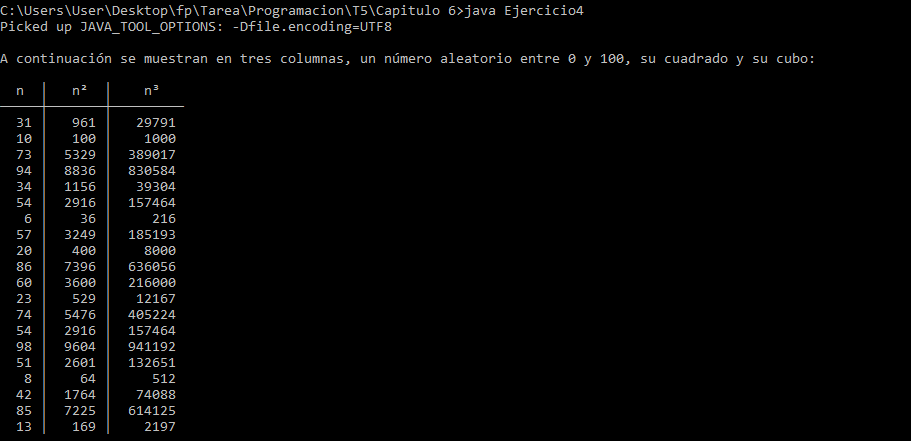 C:\Users\User\Desktop\fp\Tarea\Programacion\T5\Capitulo 6>java Ejercicio4
Picked up JAVA_TOOL_OPTIONS: -Dfile.encoding=UTF8
A continuación se muestran en tres columnas, un número aleatorio entre 0 y 100, su cuadrado y su cubo:
n │ n² │ n³
31 │ 961 │ 29791
10 │ 100 │ 1000
73 │ 5329 │ 389017
94 │ 8836 │ 830584
34 │ 1156 │ 39304
54 │ 2916 │ 157464
6 │ 36 │ 216
57 │ 3249 │ 185193
20 │ 400 │ 8000
86 │ 7396 │ 636056
60 │ 3600 │ 216000
23 │ 529 │ 12167
74 │ 5476 │ 405224
54 │ 2916 │ 157464
98 │ 9604 │ 941192
51 │ 2601 │ 132651
8 │ 64 │ 512
42 │ 1764 │ 74088
85 │ 7225 │ 614125
13 │ 169 │ 2197